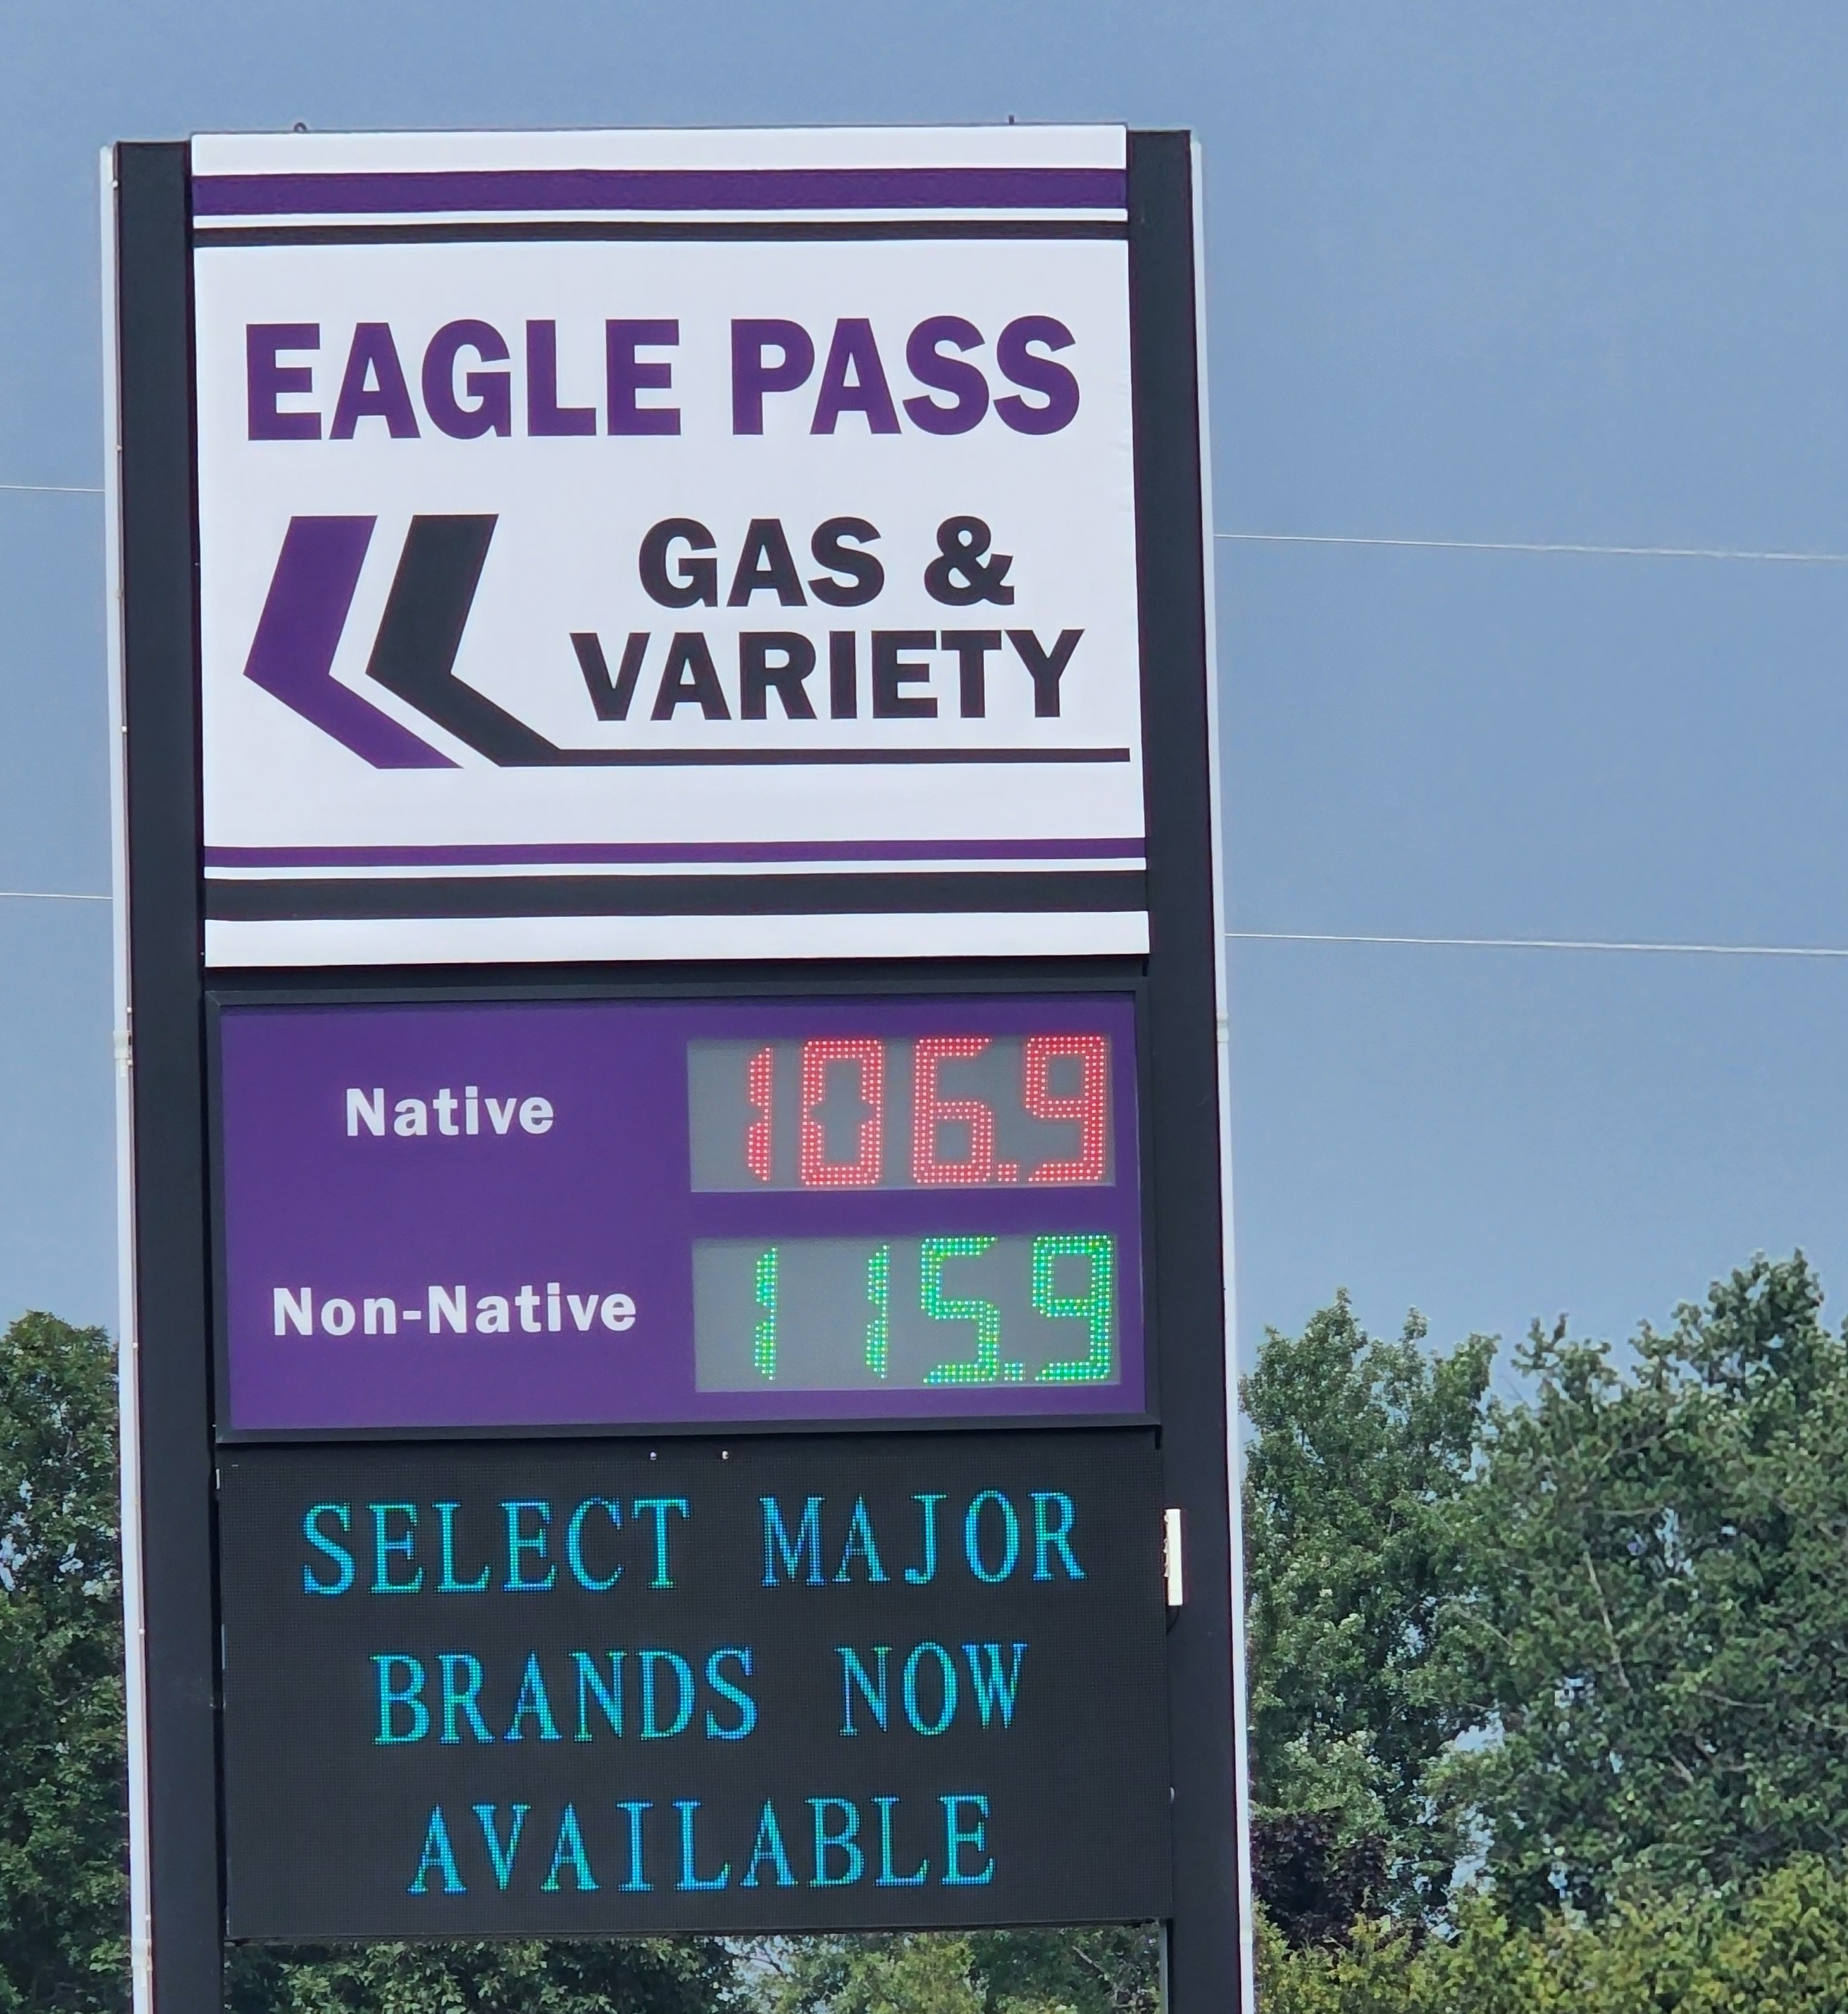 EAGLE PASS
GAS &
VARIETY
Native 106.9
Non-Native 115.9
SELECT MAJOR
BRANDS NOW
AVAILABLE